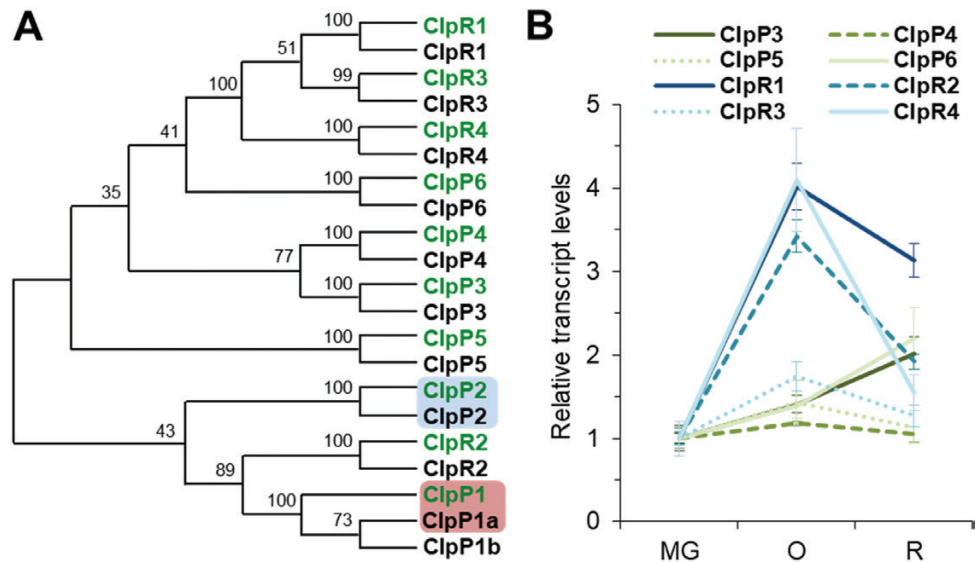 A
100
ClpR1
ClpR1
51
99
ClpR3
ClpR3
100
100
ClpR4
ClpR4
41
100
ClpP6
ClpP6
35
100
ClpP4
ClpP4
77
100
ClpP3
ClpP3
100
ClpP5
ClpP5
100
ClpP2
ClpP2
43
100
ClpR2
ClpR2
89
100
ClpP1
73
ClpP1a
ClpP1b
B
ClpP3 ClpP4
ClpP5 ClpP6
ClpR1 ClpR2
ClpR3 ClpR4
Relative transcript levels
5
4
3
2
1
0
MG O R